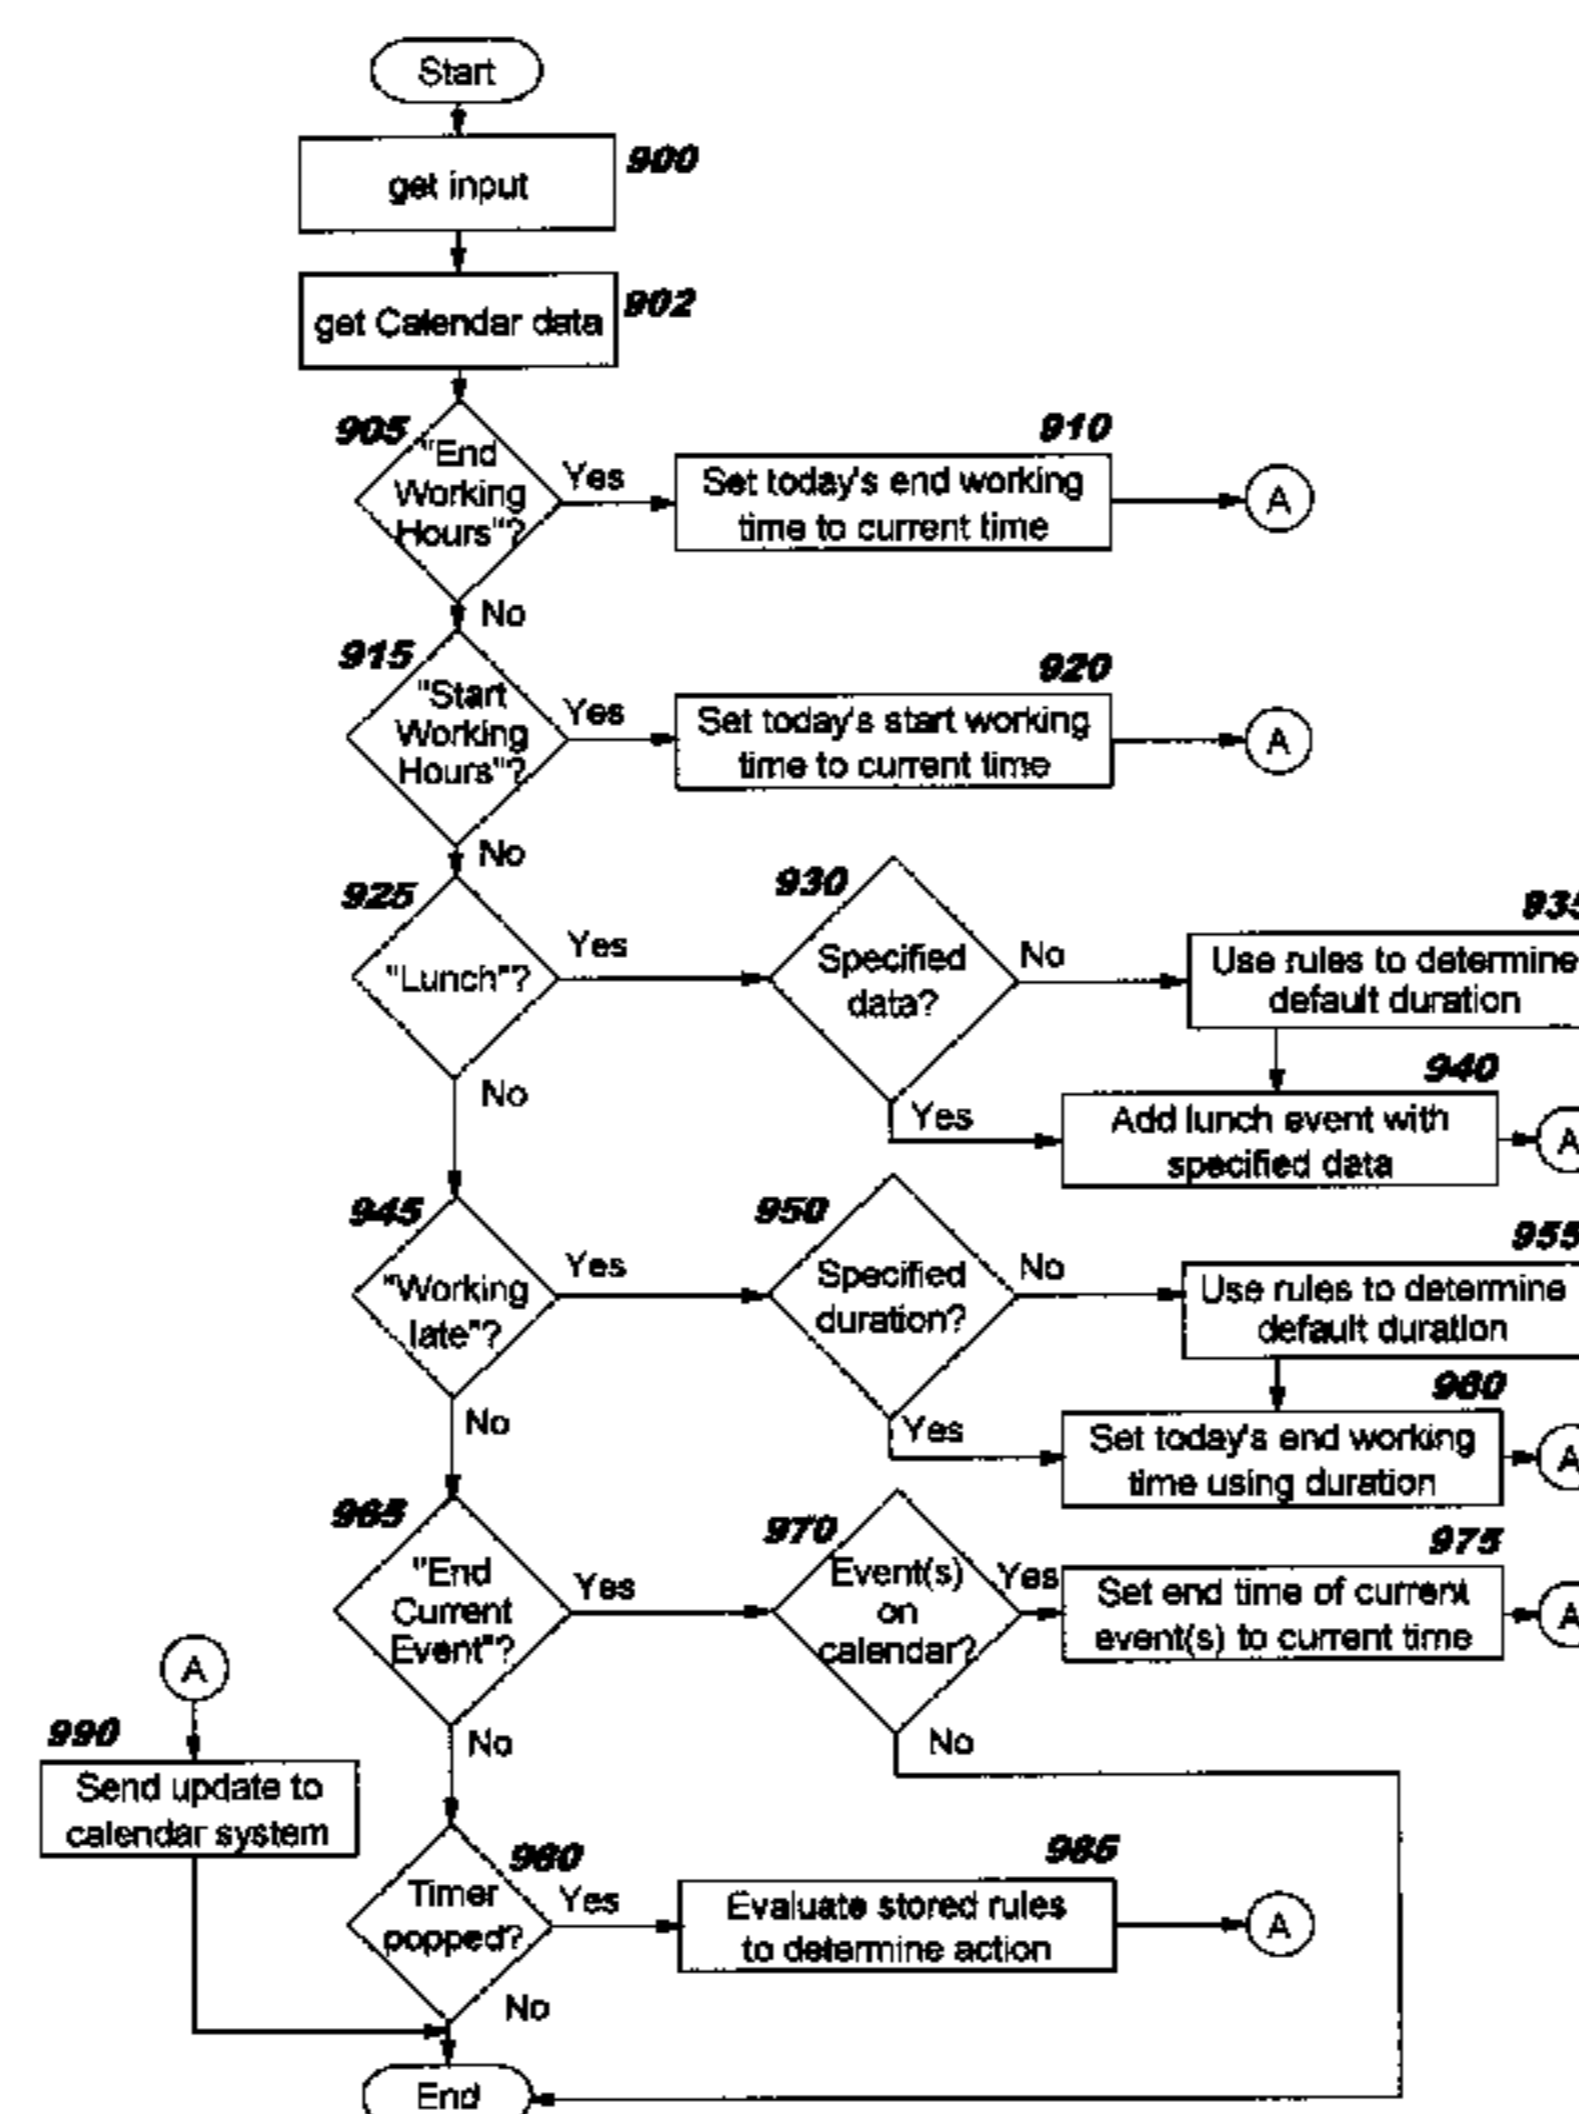 Start
get input
900
get Calendar data
902
905
"End
Working
Hours"?
Yes
910
Set today's end working
time to current time
A
No
915
"Start
Working
Hours"?
Yes
920
Set today's start working
time to current time
A
No
925
"Lunch"?
Yes
930
Specified
data?
No
935
Use rules to determine
default duration
Yes
940
Add lunch event with
specified data
A
No
945
"Working
late"?
Yes
950
Specified
duration?
No
955
Use rules to determine
default duration
Yes
960
Set today's end working
time using duration
A
No
965
"End
Current
Event"?
Yes
970
Event(s)
on
calendar?
Yes
975
Set end time of current
event(s) to current time
A
No
No
A
990
Send update to
calendar system
980
Timer
popped?
Yes
985
Evaluate stored rules
to determine action
A
No
End